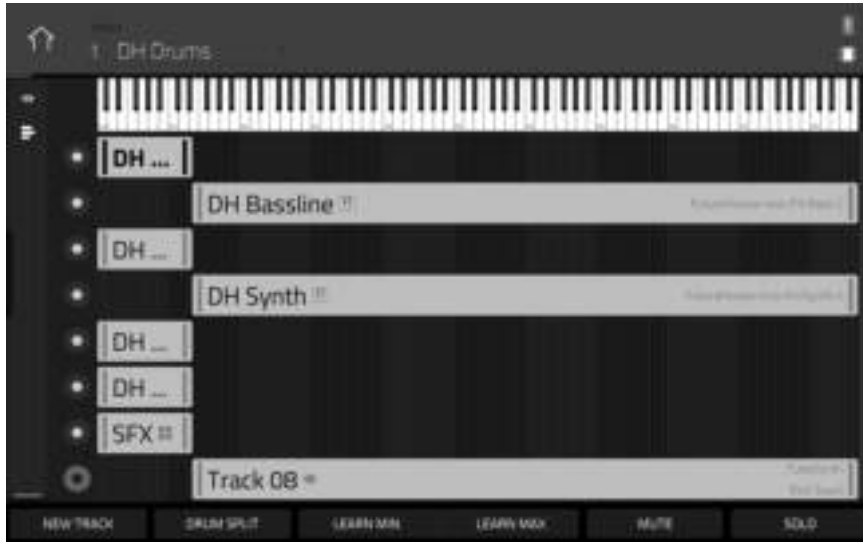 1 DH Drums
DH ...
DH Bassline
DH ...
DH Synth
DH ...
DH ...
SFX
Track 08
NEW TRACK DRUM SPLIT LEARN MIN LEARN MAX MUTE SOLO